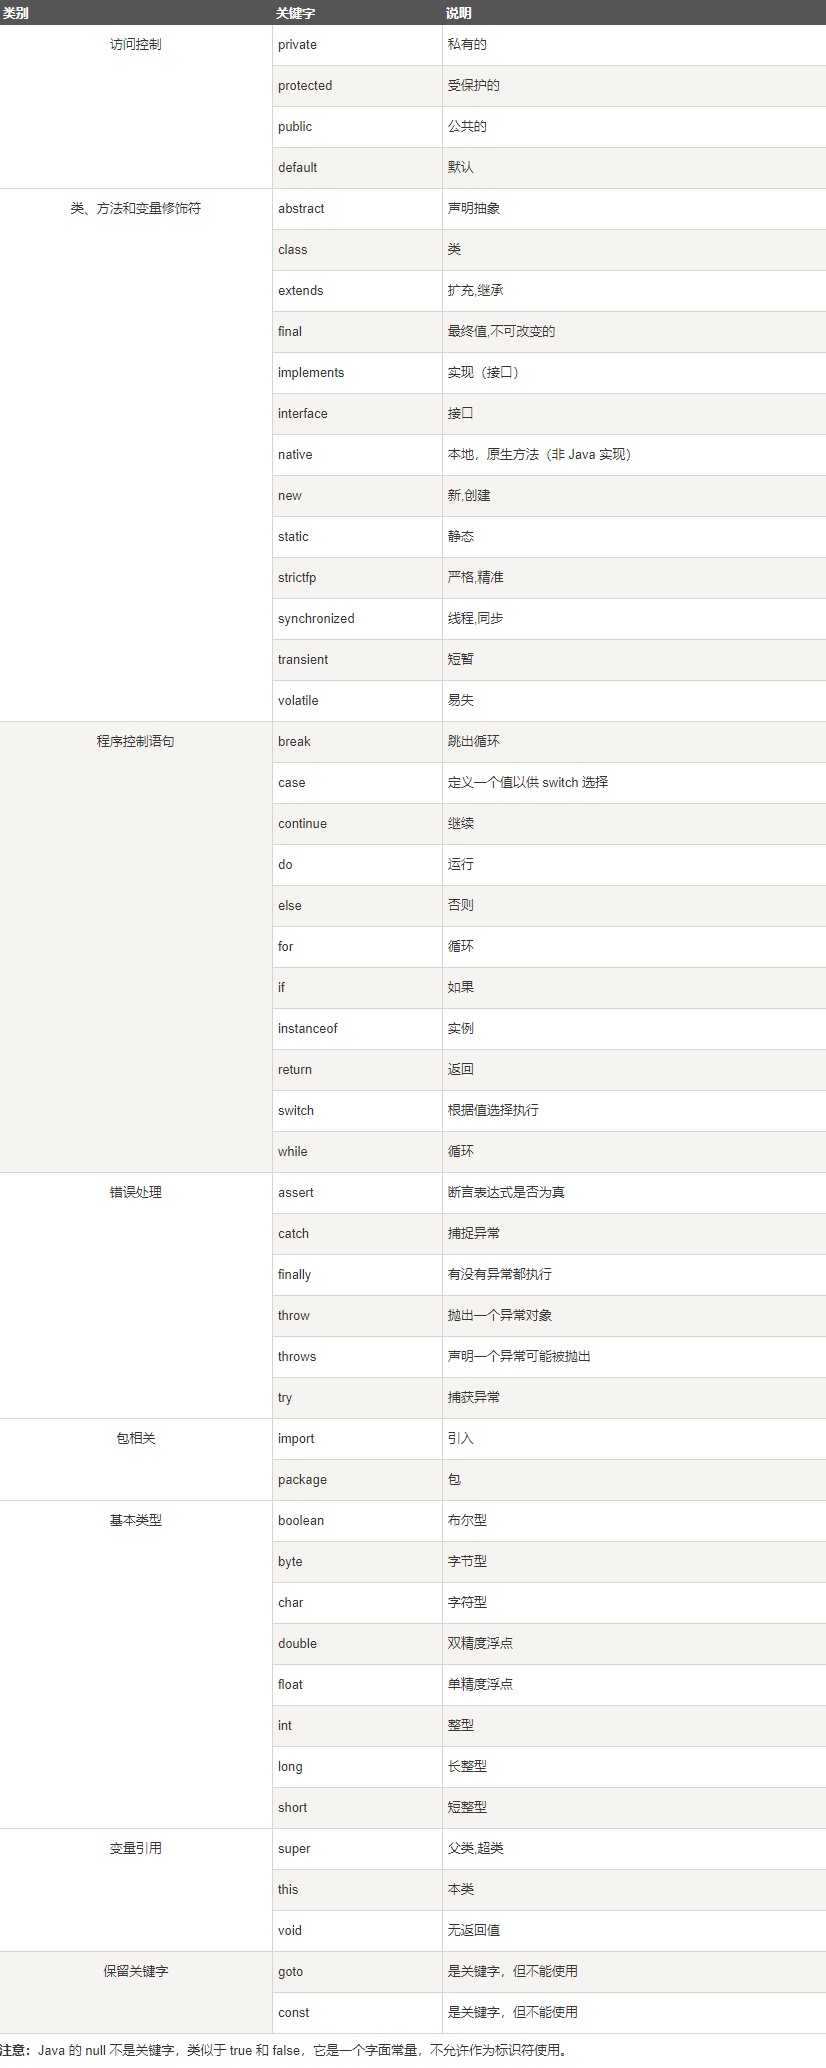 类别 关键字 说明
访问控制 private 私有的
protected 受保护的
public 公共的
default 默认
类、方法和变量修饰符 abstract 声明抽象
class 类
extends 扩充,继承
final 最终值,不可改变的
implements 实现（接口）
interface 接口
native 本地，原生方法（非 Java 实现）
new 新,创建
static 静态
strictfp 严格,精准
synchronized 线程,同步
transient 短暂
volatile 易失
程序控制语句 break 跳出循环
case 定义一个值以供 switch 选择
continue 继续
do 运行
else 否则
for 循环
if 如果
instanceof 实例
return 返回
switch 根据值选择执行
while 循环
错误处理 assert 断言表达式是否为真
catch 捕捉异常
finally 有没有异常都执行
throw 抛出一个异常对象
throws 声明一个异常可能被抛出
try 捕获异常
包相关 import 引入
package 包
基本类型 boolean 布尔型
byte 字节型
char 字符型
double 双精度浮点
float 单精度浮点
int 整型
long 长整型
short 短整型
变量引用 super 父类,超类
this 本类
void 无返回值
保留关键字 goto 是关键字，但不能使用
const 是关键字，但不能使用
注意：Java 的 null 不是关键字，类似于 true 和 false，它是一个字面常量，不允许作为标识符使用。